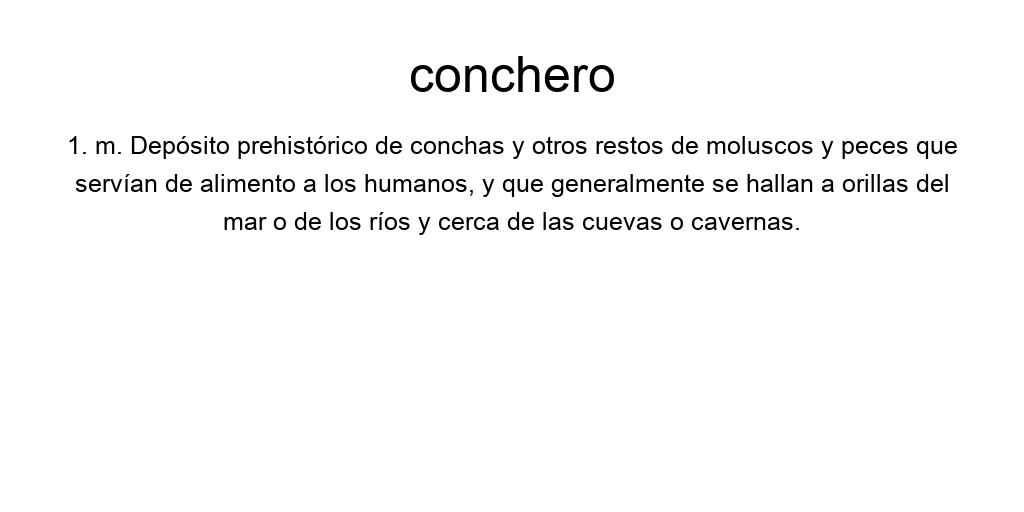 conchero
1. m. Depósito prehistórico de conchas y otros restos de moluscos y peces que
servían de alimento a los humanos, y que generalmente se hallan a orillas del
mar o de los ríos y cerca de las cuevas o cavernas.